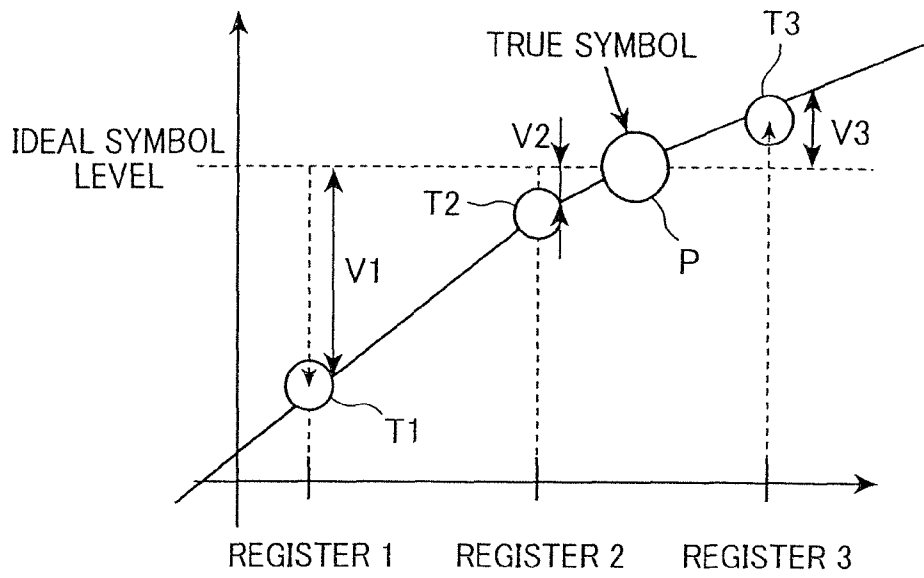 T3
TRUE SYMBOL
IDEAL SYMBOL
LEVEL
V2
V3
T2
V1
P
T1
REGISTER 1
REGISTER 2
REGISTER 3